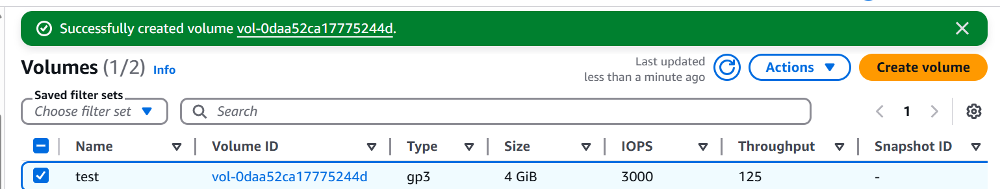 Successfully created volume vol-0daa52ca17775244d.
Volumes (1/2) Info
Last updated
less than a minute ago
Actions
Create volume
Saved filter sets
Choose filter set
Search
1
Name Volume ID Type Size IOPS Throughput Snapshot ID
test vol-0daa52ca17775244d gp3 4 GiB 3000 125 -